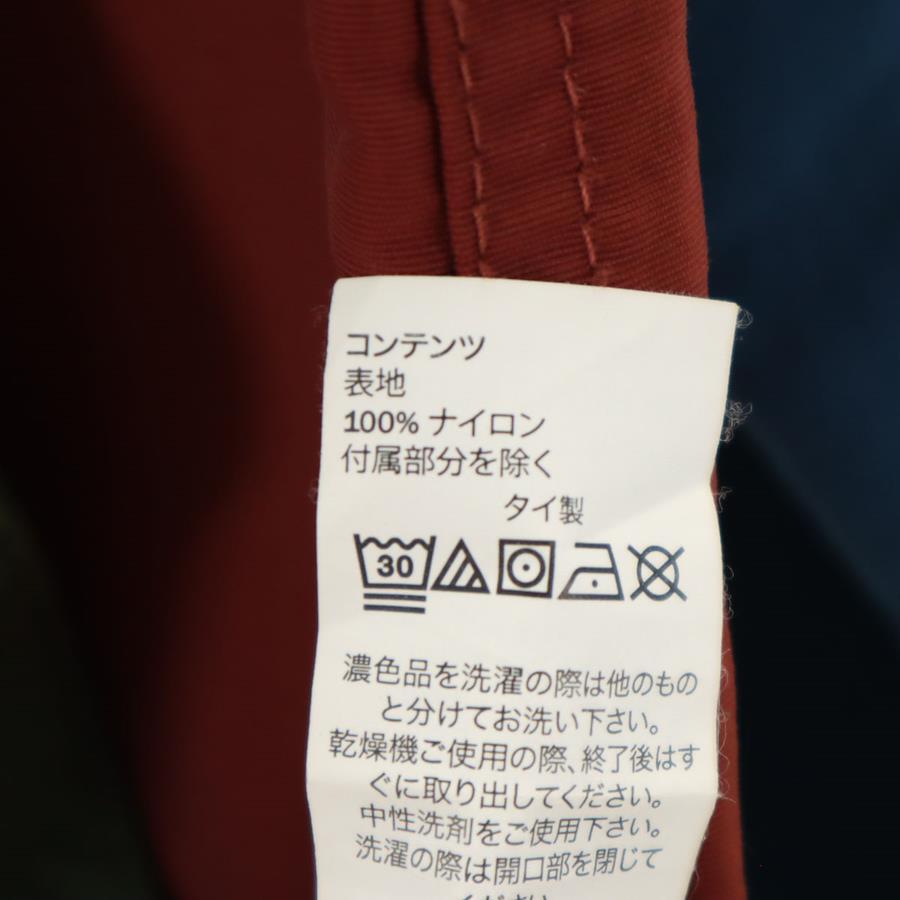 コンテンツ
表地
100% ナイロン
付属部分を除く
タイ製
30
濃色品を洗濯の際は他のもの
と分けてお洗い下さい。
乾燥機ご使用の際、終了後はす
ぐに取り出してください。
中性洗剤をご使用下さい。
洗濯の際は開口部を閉じて
ください